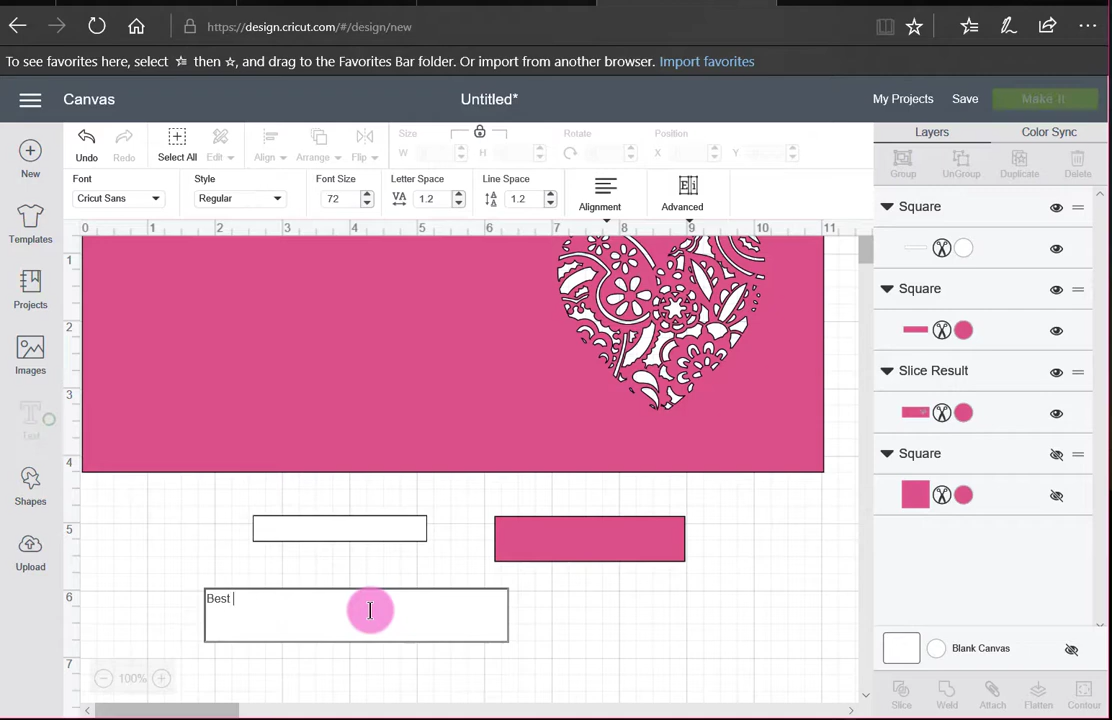 https://design.cricut.com/#/design/new
To see favorites here, select ☆ then ☆, and drag to the Favorites Bar folder. Or import from another browser. Import favorites
Canvas
Untitled*
My Projects
Save
Make It
New
Templates
Projects
Images
Text
Shapes
Upload
Undo
Redo
Select All
Edit
Align
Arrange
Flip
Size
W
H
Rotate
Position
X
Y
Font
Cricut Sans
Style
Regular
Font Size
72
Letter Space
VA
1.2
Line Space
1.2
Alignment
Advanced
0 1 2 3 4 5 6 7 8 9 10 11
1
2
3
4
5
6
7
Best
100%
Layers
Color Sync
Group
UnGroup
Duplicate
Delete
Square
Square
Slice Result
Square
Blank Canvas
Slice
Weld
Attach
Flatten
Contour